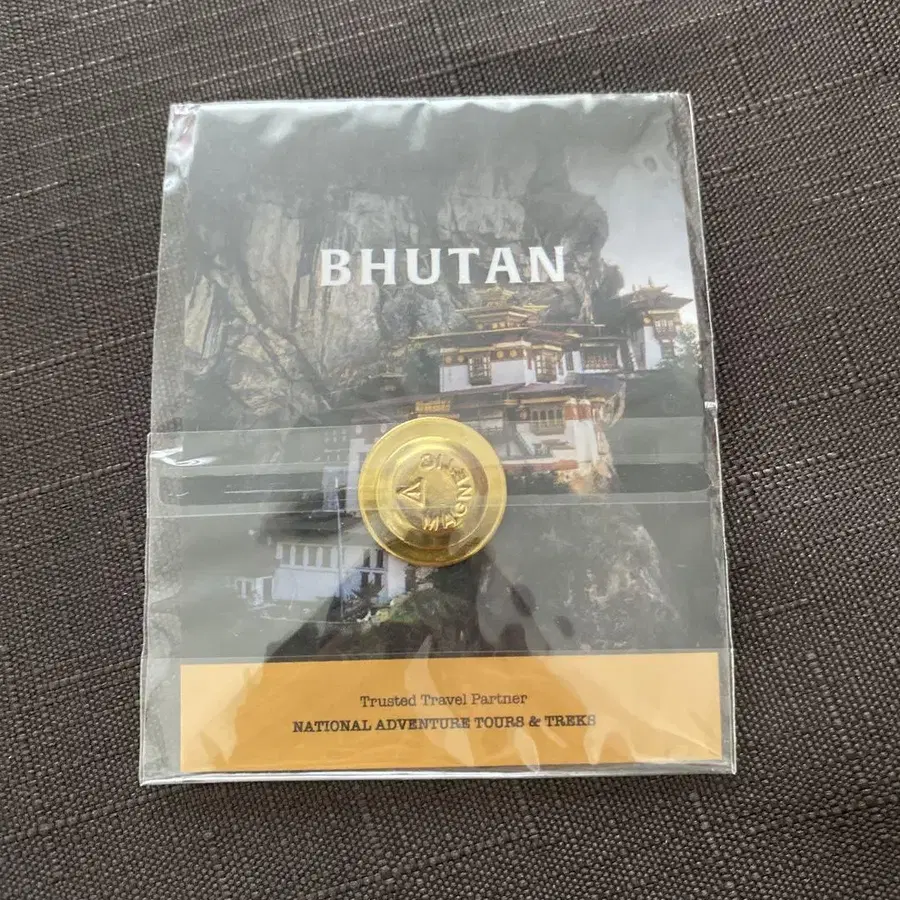 BHUTAN
Trusted Travel Partner
NATIONAL ADVENTURE TOURS & TREKS